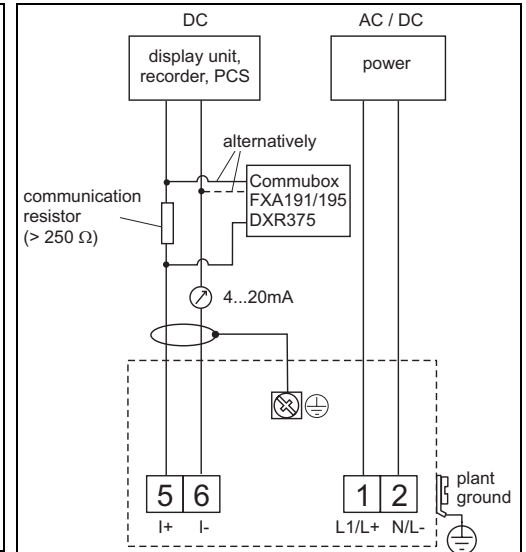 DC
AC / DC
display unit,
recorder, PCS
power
alternatively
Commubox
FXA191/195
DXR375
communication
resistor
(> 250 Ω)
4...20mA
5 6
1 2
I+ I-
L1/L+ N/L-
plant
ground